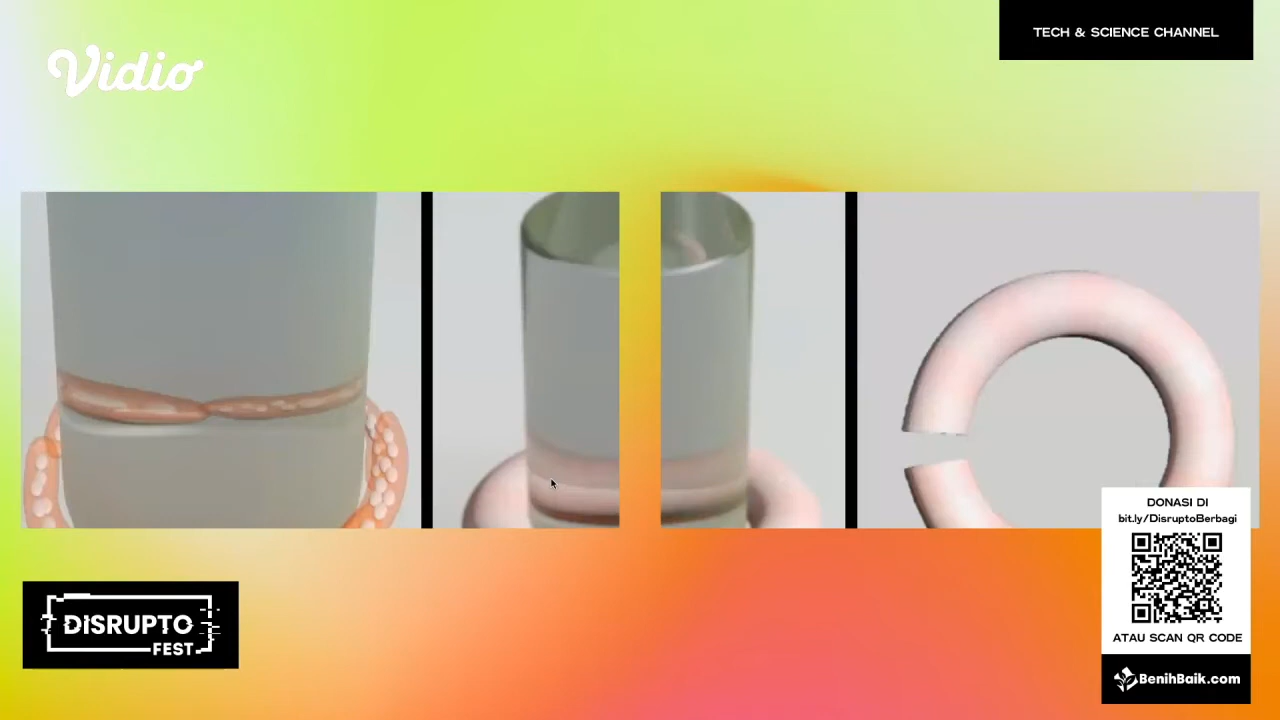 Vidio
TECH & SCIENCE CHANNEL
DISRUPTO
FEST
DONASI DI
bit.ly/DisruptoBerbagi
ATAU SCAN QR CODE
BenihBaik.com